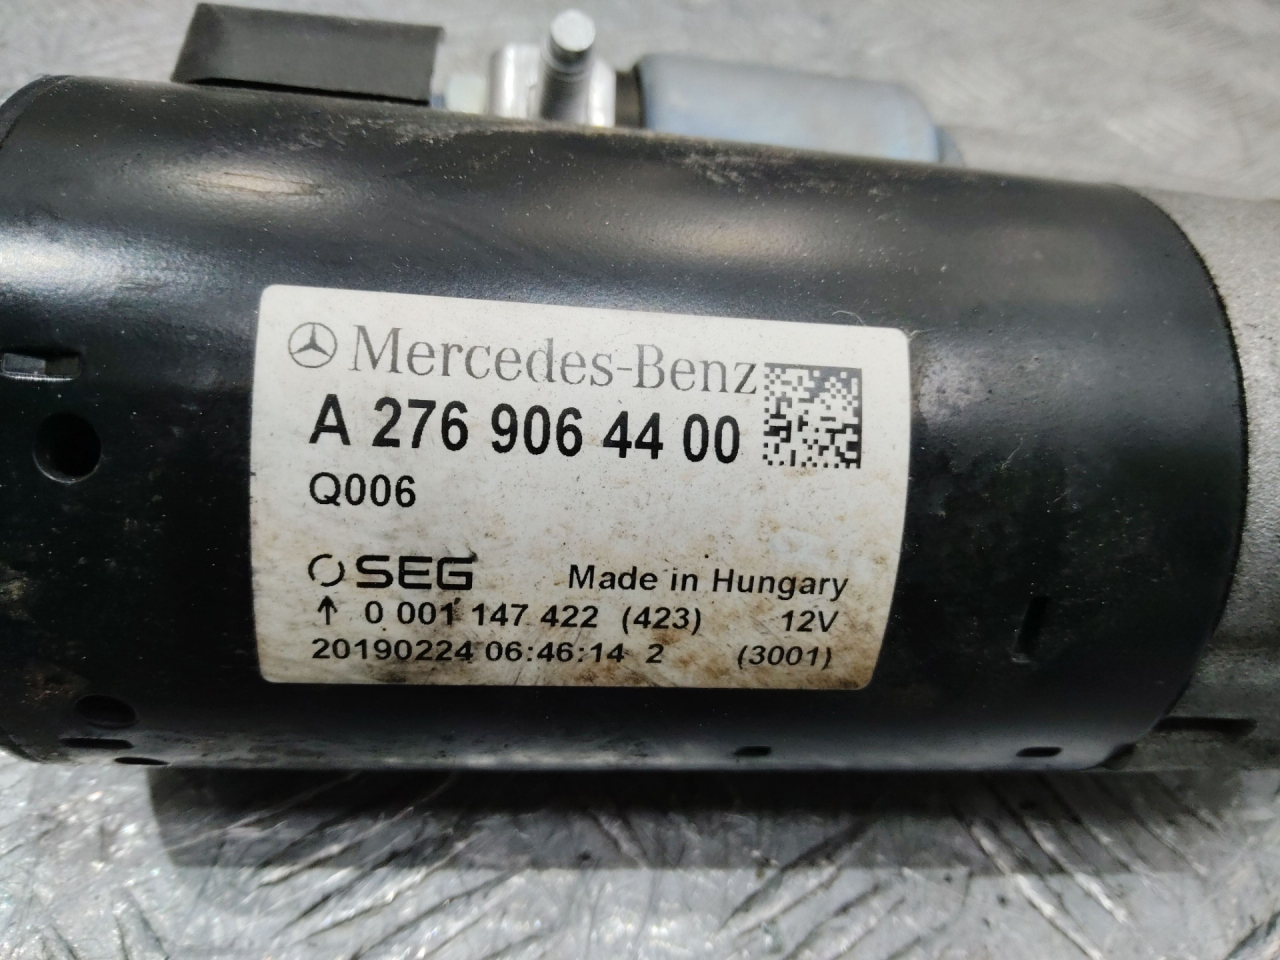 Mercedes-Benz
A 276 906 44 00
Q006
SEG Made in Hungary
↑ 0 001 147 422 (423) 12V
20190224 06:46:14 2 (3001)